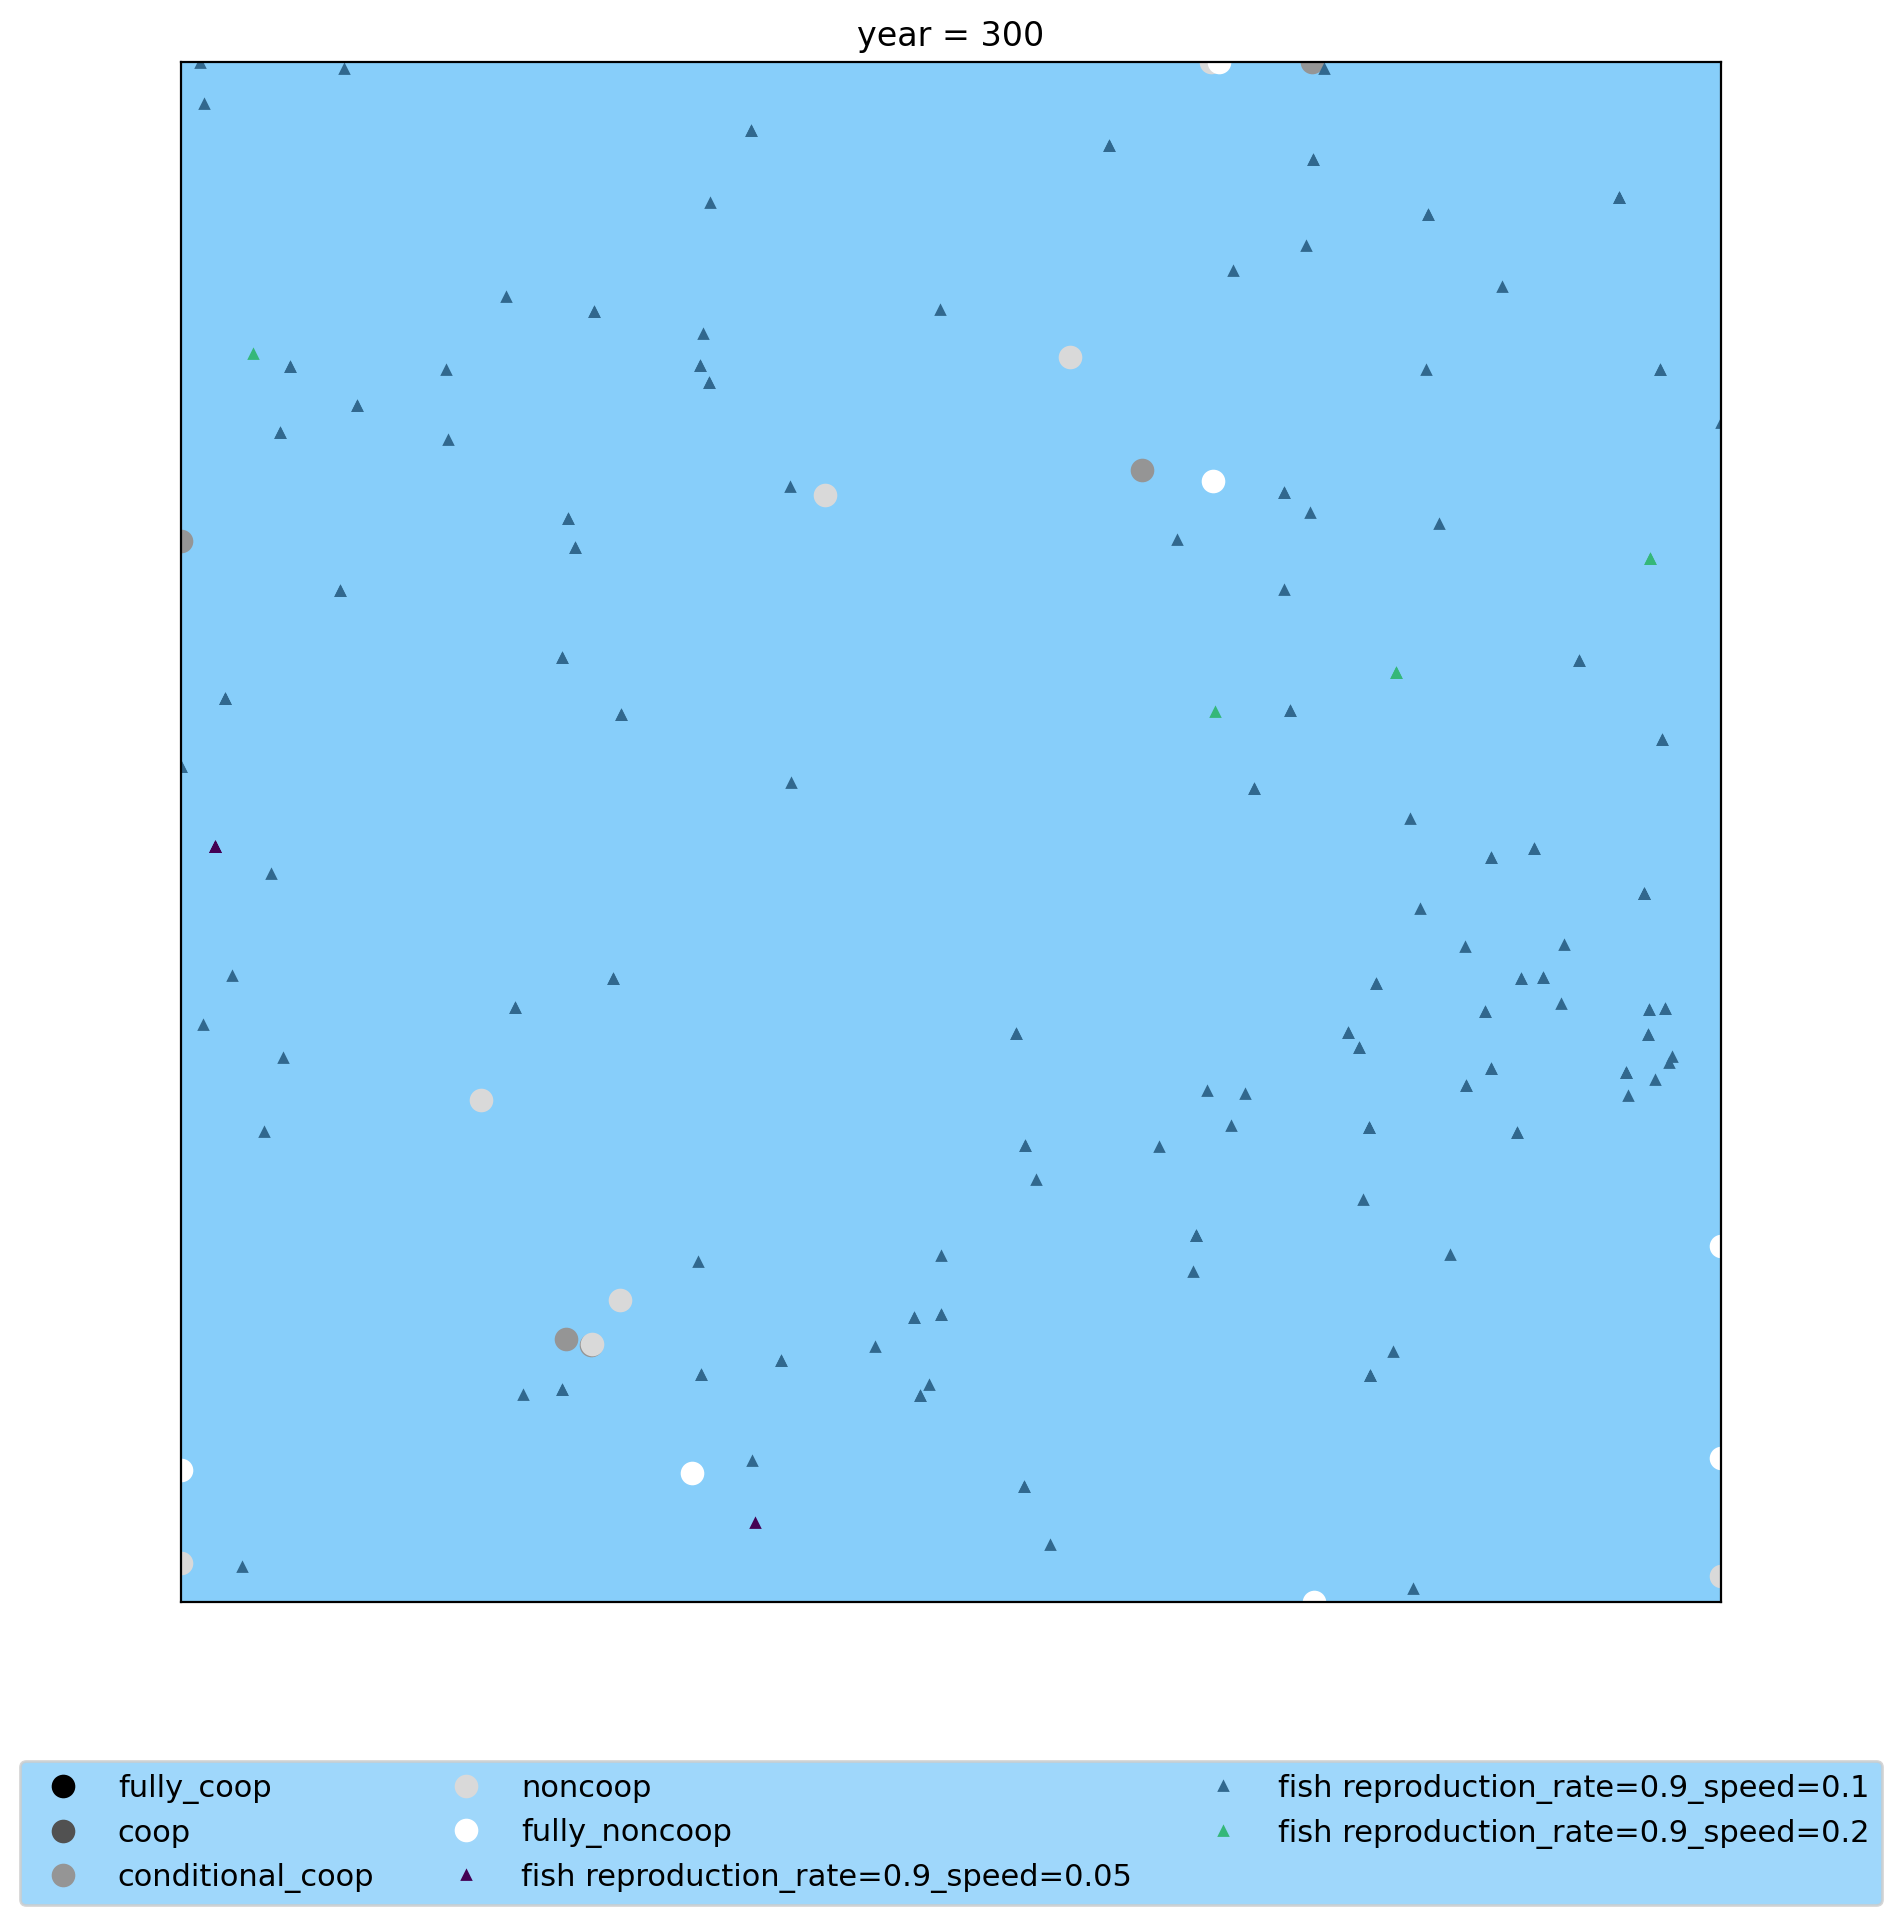 year = 300
fully_coop
coop
conditional_coop
noncoop
fully_noncoop
fish reproduction_rate=0.9_speed=0.05
fish reproduction_rate=0.9_speed=0.1
fish reproduction_rate=0.9_speed=0.2